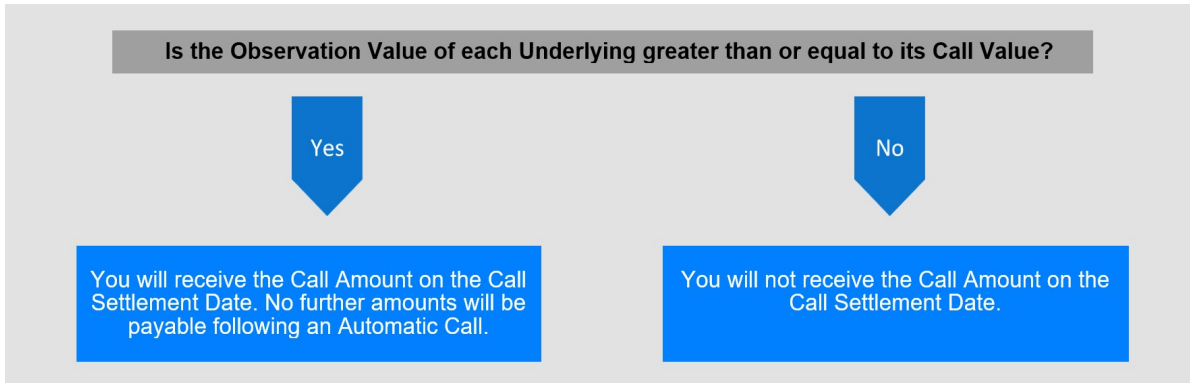 Is the Observation Value of each Underlying greater than or equal to its Call Value?
Yes
No
You will receive the Call Amount on the Call
Settlement Date. No further amounts will be
payable following an Automatic Call.
You will not receive the Call Amount on the
Call Settlement Date.